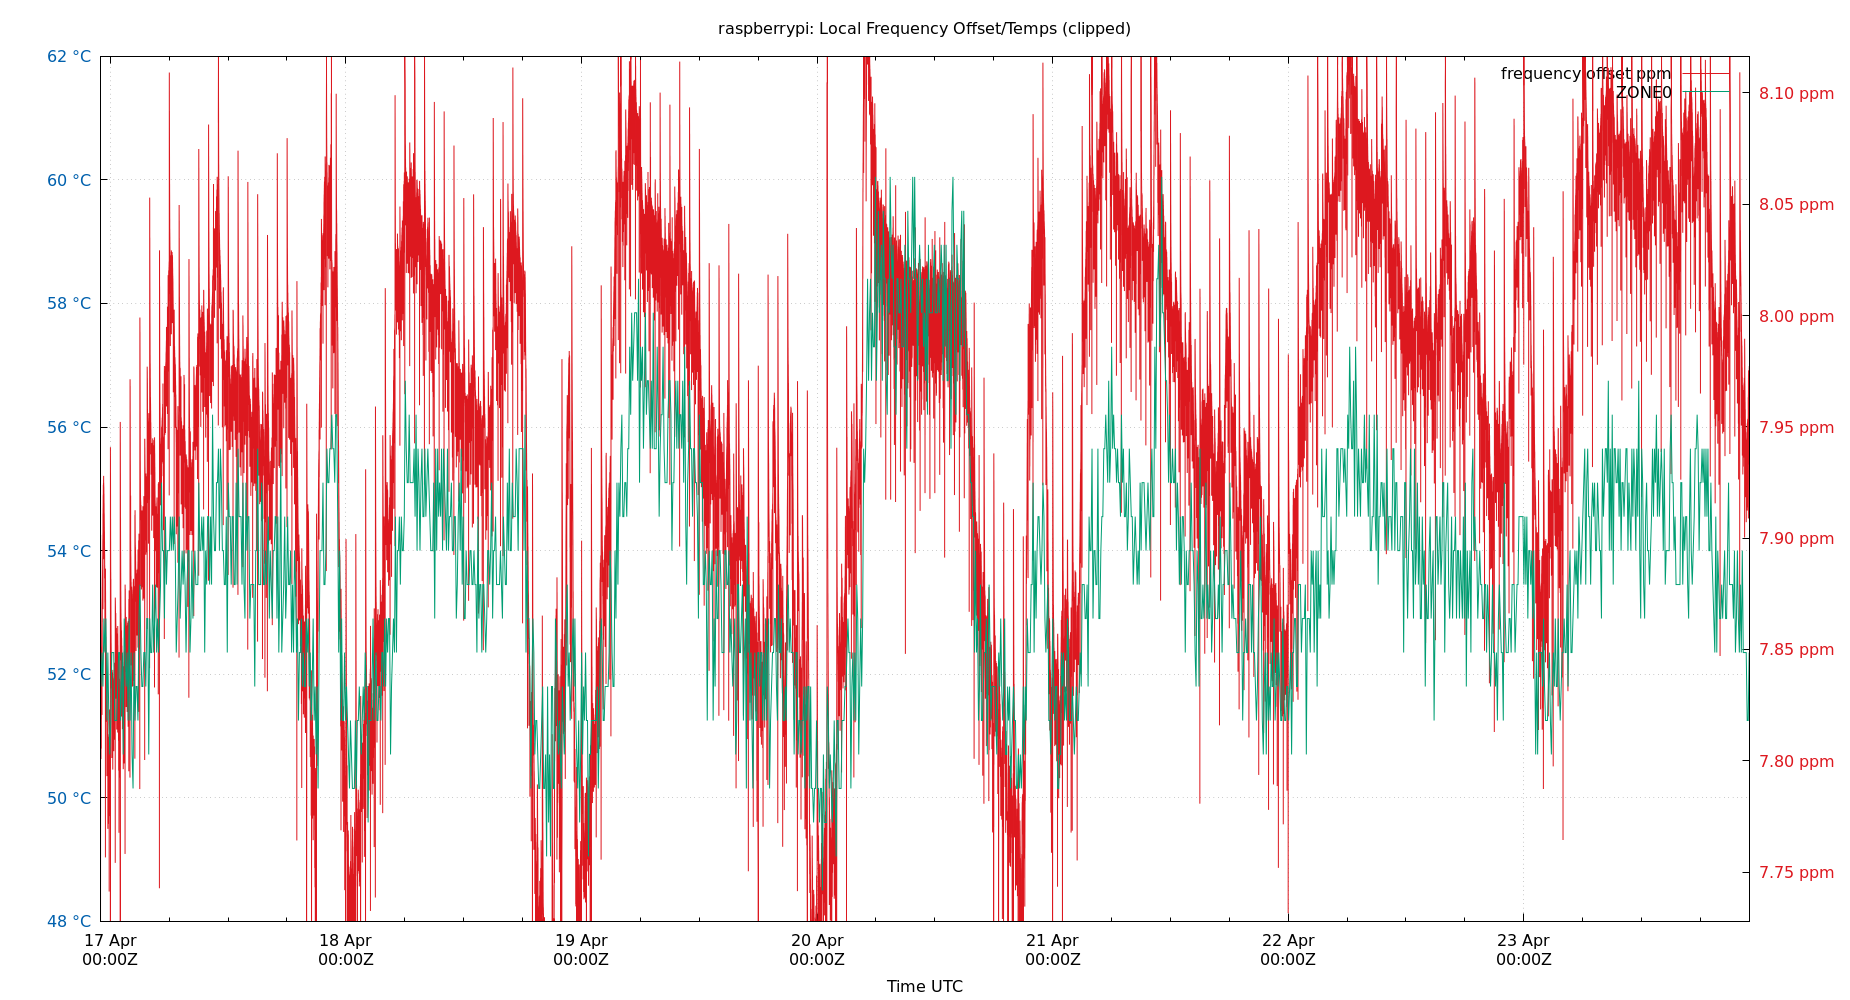 raspberrypi: Local Frequency Offset/Temps (clipped)
62 °C
60 °C
58 °C
56 °C
54 °C
52 °C
50 °C
48 °C
frequency offset ppm
ZONE0
8.10 ppm
8.05 ppm
8.00 ppm
7.95 ppm
7.90 ppm
7.85 ppm
7.80 ppm
7.75 ppm
17 Apr
00:00Z
18 Apr
00:00Z
19 Apr
00:00Z
20 Apr
00:00Z
21 Apr
00:00Z
22 Apr
00:00Z
23 Apr
00:00Z
Time UTC